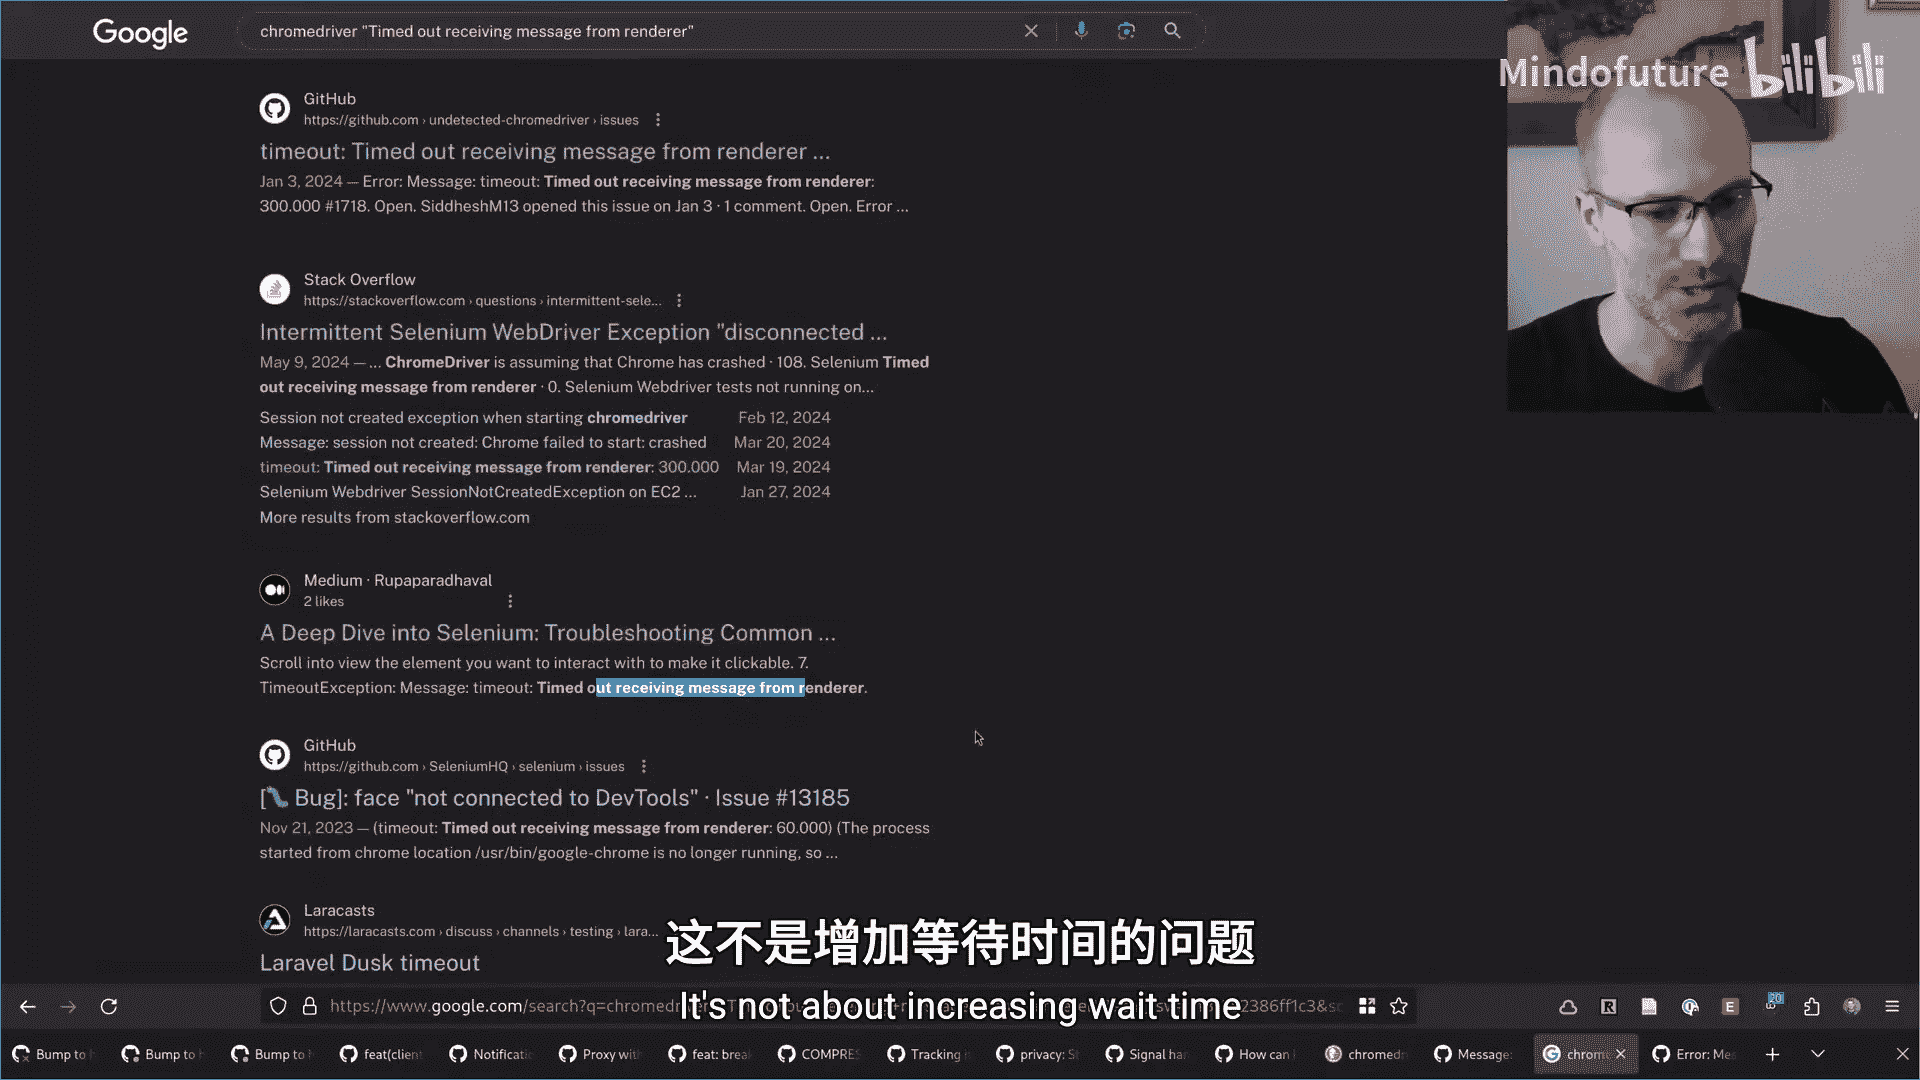 Google
chromedriver "Timed out receiving message from renderer"
Mindofuture bilibili
GitHub
https://github.com › undetected-chromedriver › issues
timeout: Timed out receiving message from renderer ...
Jan 3, 2024 — Error: Message: timeout: Timed out receiving message from renderer:
300.000 #1718. Open. SiddheshM13 opened this issue on Jan 3 · 1 comment. Open. Error ...
Stack Overflow
https://stackoverflow.com › questions › intermittent-sele...
Intermittent Selenium WebDriver Exception "disconnected ...
May 9, 2024 — ... ChromeDriver is assuming that Chrome has crashed · 108. Selenium Timed
out receiving message from renderer · 0. Selenium Webdriver tests not running on...
Session not created exception when starting chromedriver Feb 12, 2024
Message: session not created: Chrome failed to start: crashed Mar 20, 2024
timeout: Timed out receiving message from renderer: 300.000 Mar 19, 2024
Selenium Webdriver SessionNotCreatedException on EC2 ... Jan 27, 2024
More results from stackoverflow.com
Medium · Rupaparadhaval
2 likes
A Deep Dive into Selenium: Troubleshooting Common ...
Scroll into view the element you want to interact with to make it clickable. 7.
TimeoutException: Message: timeout: Timed out receiving message from renderer.
GitHub
https://github.com › SeleniumHQ › selenium › issues
[🐛 Bug]: face "not connected to DevTools" · Issue #13185
Nov 21, 2023 — (timeout: Timed out receiving message from renderer: 60.000) (The process
started from chrome location /usr/bin/google-chrome is no longer running, so ...
Laracasts
https://laracasts.com › discuss › channels › testing › lara...
Laravel Dusk timeout
这不是增加等待时间的问题
It's not about increasing wait time
https://www.google.com/search?q=chromedr
2386ff1c3&s
20
Bump to
Bump to
Bump to
feat(client
Notificati
Proxy wit
feat: brea
COMPRES
Tracking
privacy: S
Signal ha
How can
chromed
Message:
chrom
Error: Me